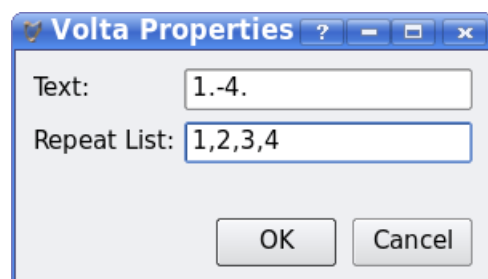 Volta Properties ?
Text: 1.-4.
Repeat List: 1,2,3,4
OK Cancel